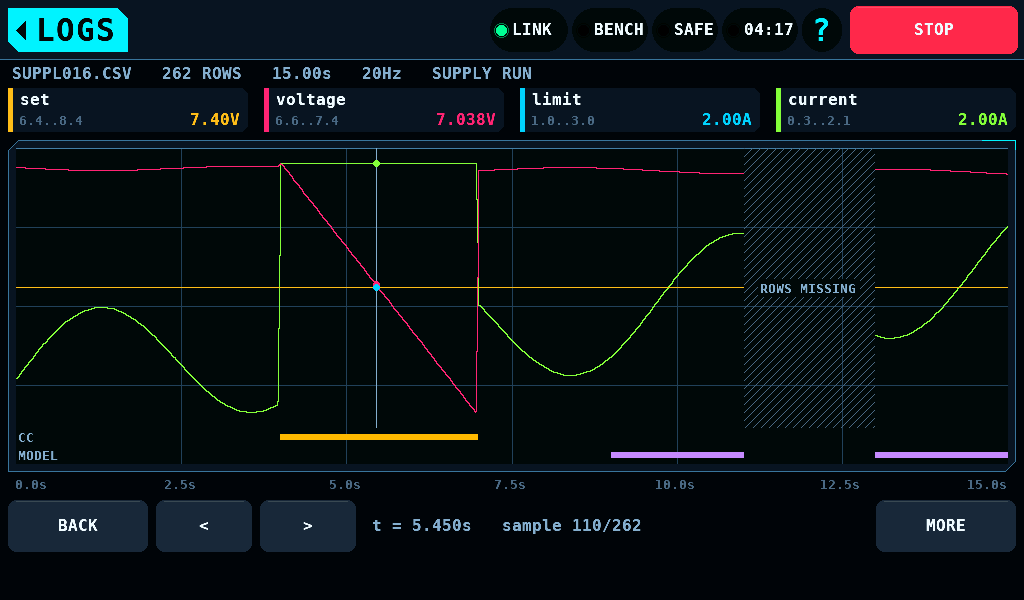 LOGS LINK BENCH SAFE 04:17 ? STOP
SUPPL016.CSV 262 ROWS 15.00s 20Hz SUPPLY RUN
set voltage limit current
6.4..8.4 7.40V 6.6..7.4 7.038V 1.0..3.0 2.00A 0.3..2.1 2.00A
ROWS MISSING
CC
MODEL
0.0s 2.5s 5.0s 7.5s 10.0s 12.5s 15.0s
BACK < > t = 5.450s sample 110/262 MORE